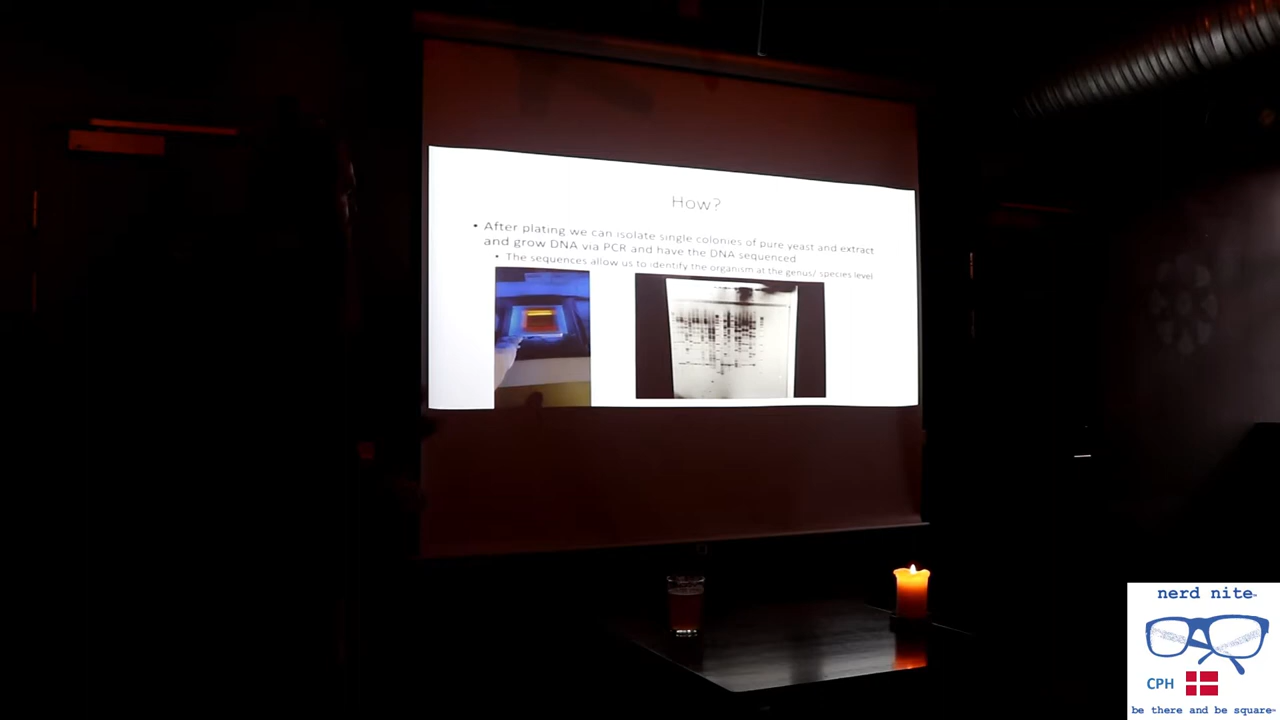 How?
• After plating we can isolate single colonies of pure yeast and extract
and grow DNA via PCR and have the DNA sequenced
• The sequences allow us to identify the organism at the genus/ species level
nerd nite
CPH
be there and be square